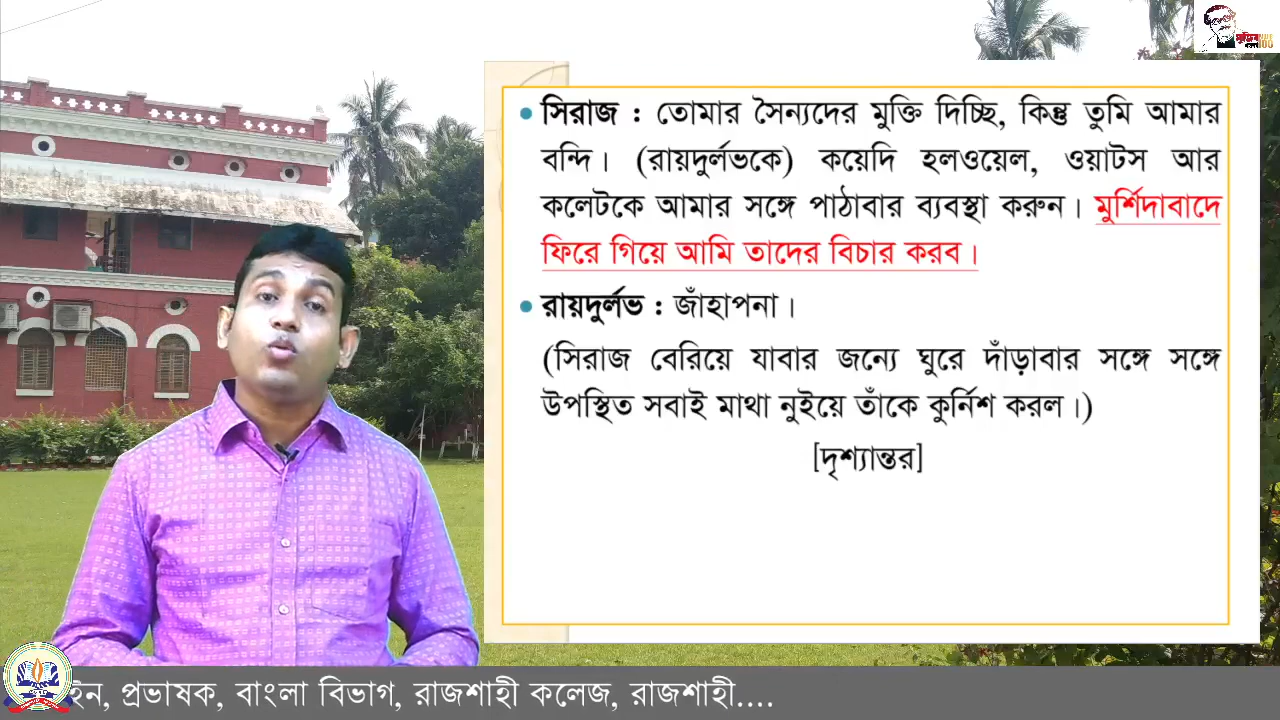 • সিরাজ : তোমার সৈন্যদের মুক্তি দিচ্ছি, কিন্তু তুমি আমার
বন্দি। (রায়দুর্লভকে) কয়েদি হলওয়েল, ওয়াটস আর
কলেটকে আমার সঙ্গে পাঠাবার ব্যবস্থা করুন। মুর্শিদাবাদে
ফিরে গিয়ে আমি তাদের বিচার করব।
• রায়দুর্লভ : জাঁহাপনা।
(সিরাজ বেরিয়ে যাবার জন্যে ঘুরে দাঁড়াবার সঙ্গে সঙ্গে
উপস্থিত সবাই মাথা নুইয়ে তাঁকে কুর্নিশ করল।)
[দৃশ্যান্তর]
প্রভাষক, বাংলা বিভাগ, রাজশাহী কলেজ, রাজশাহী....